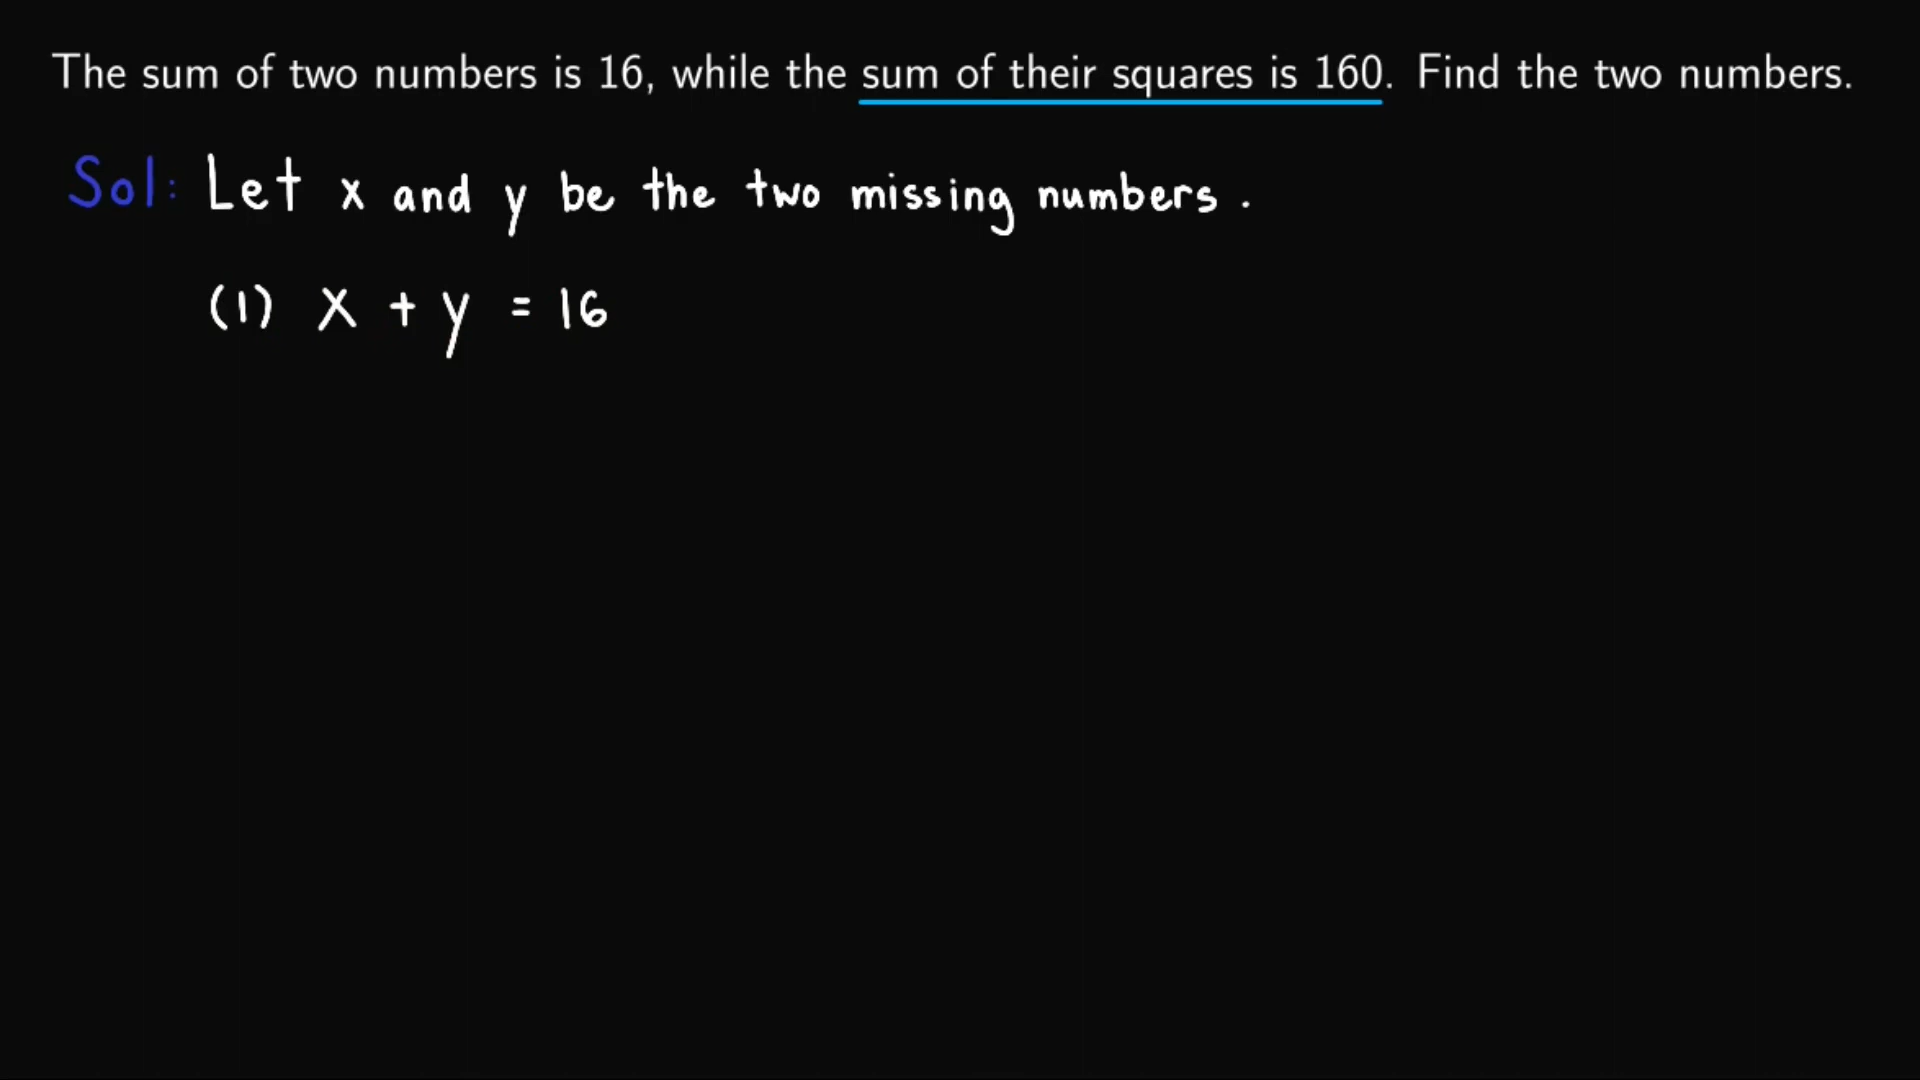 The sum of two numbers is 16, while the sum of their squares is 160. Find the two numbers.
Sol: Let x and y be the two missing numbers.
(1) x + y = 16